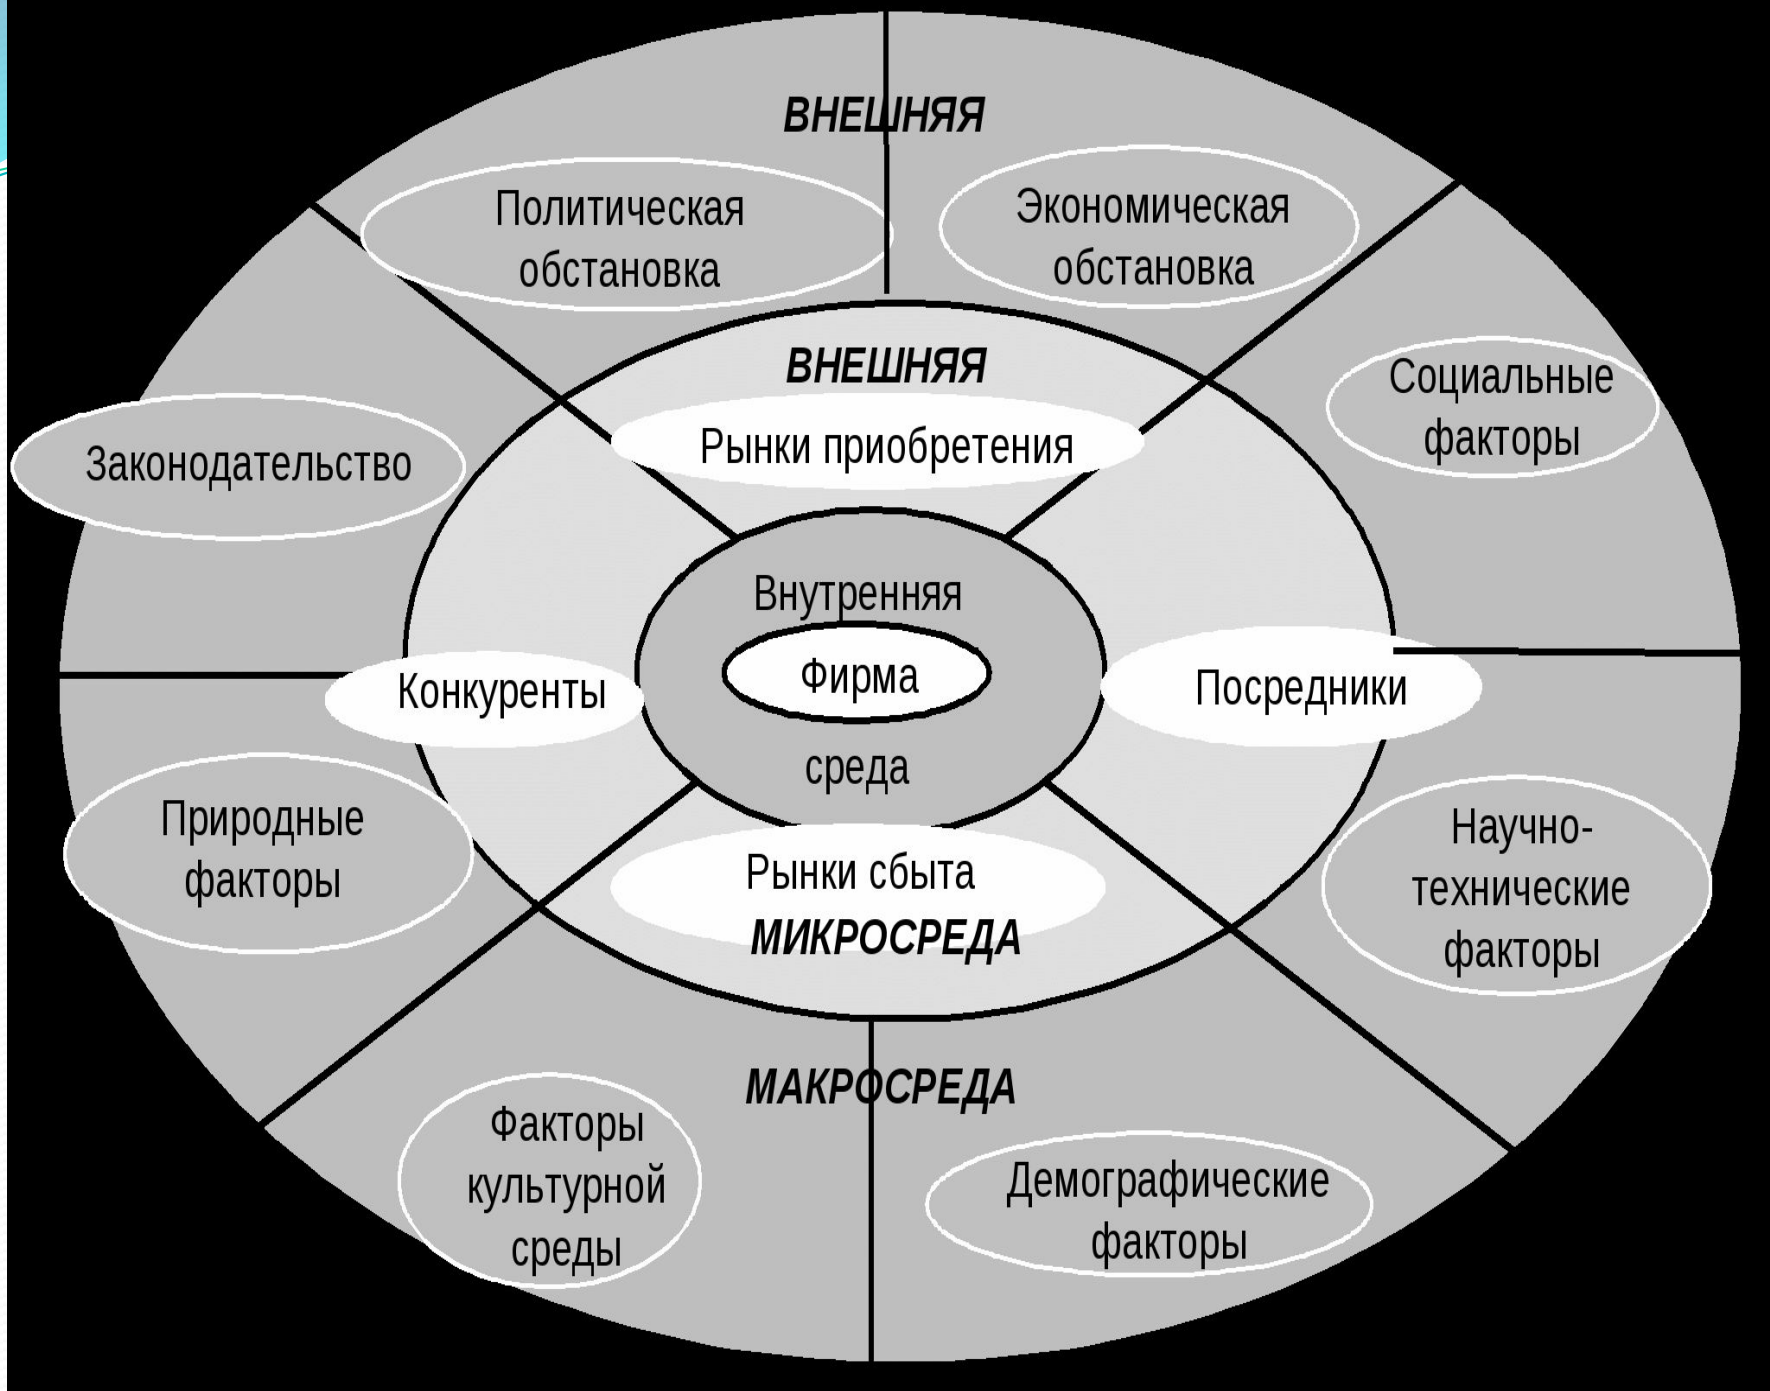 ВНЕШНЯЯ
Политическая
обстановка
Экономическая
обстановка
ВНЕШНЯЯ
Социальные
факторы
Рынки приобретения
Законодательство
Внутренняя
Фирма
среда
Конкуренты
Посредники
Природные
факторы
Научно-
технические
факторы
Рынки сбыта
МИКРОСРЕДА
МАКРОСРЕДА
Факторы
культурной
среды
Демографические
факторы